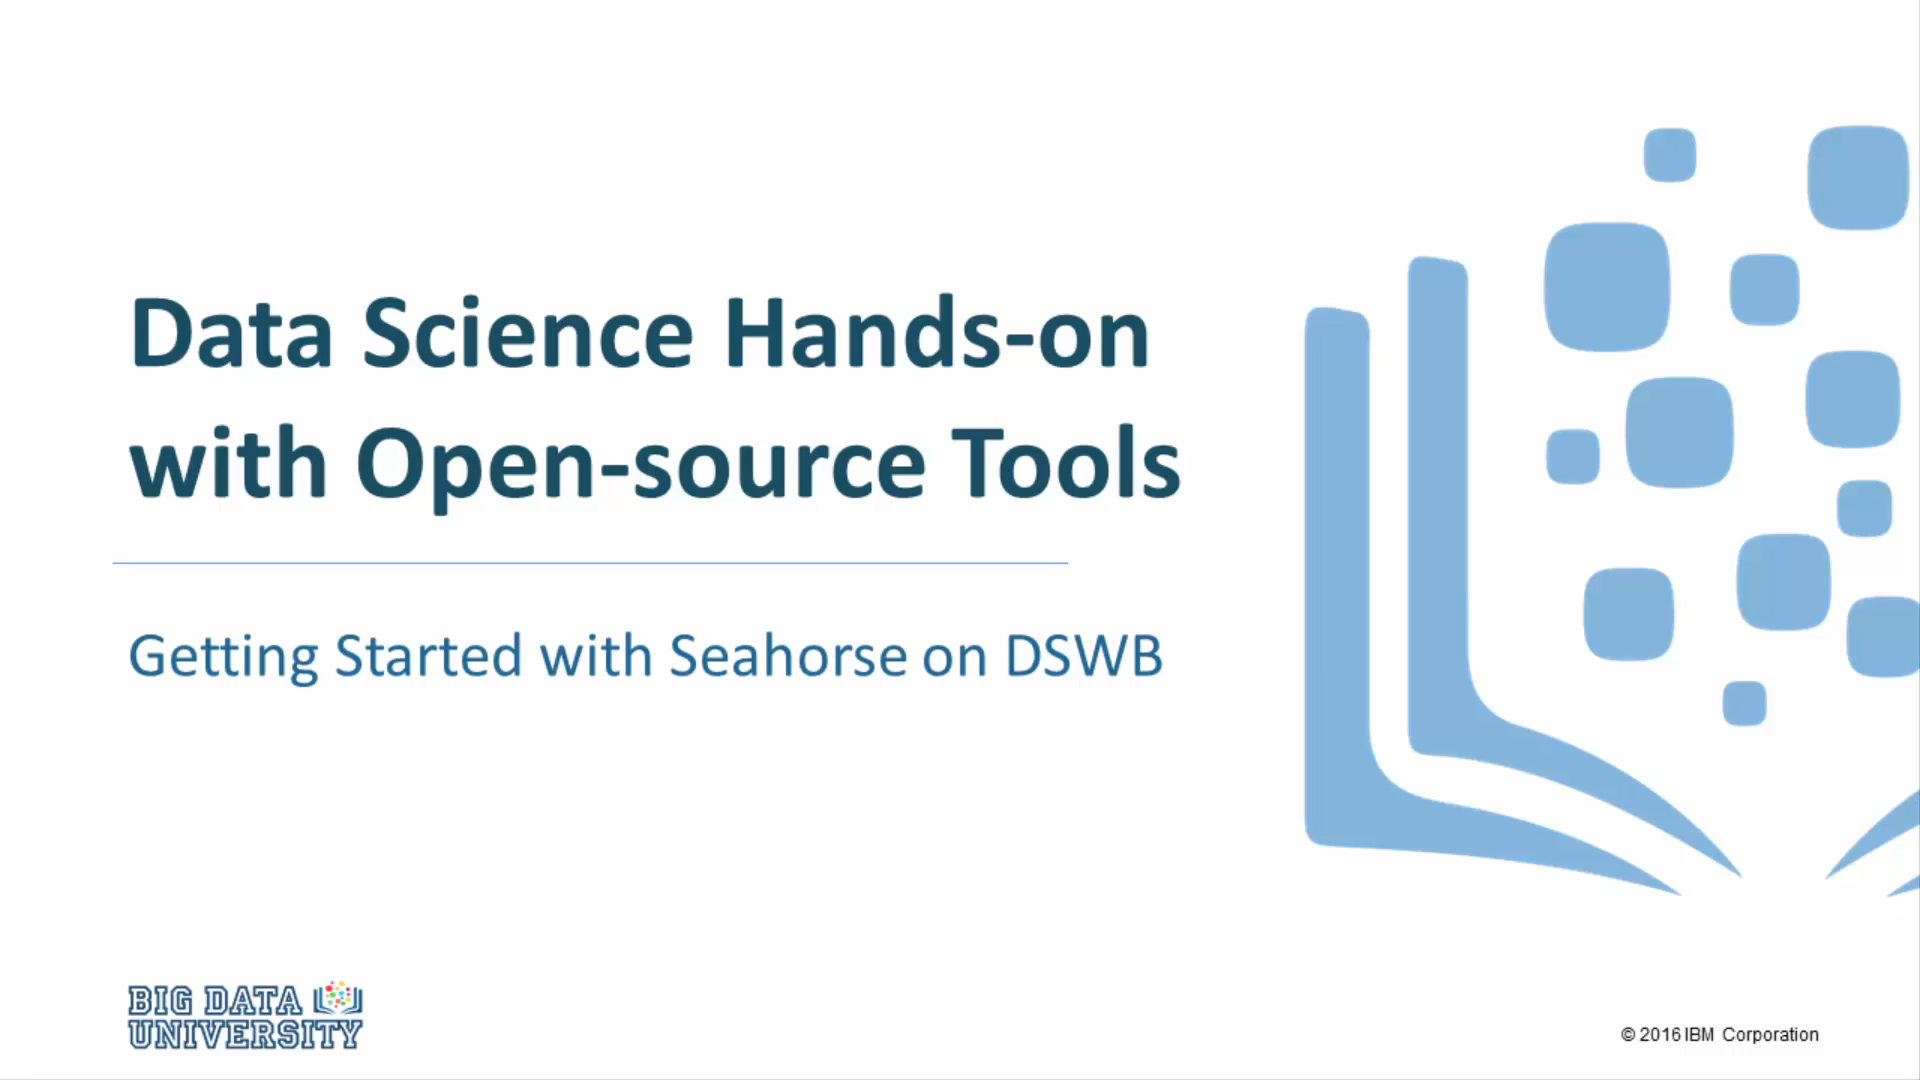 Data Science Hands-on
with Open-source Tools
Getting Started with Seahorse on DSWB
BIG DATA
UNIVERSITY
© 2016 IBM Corporation